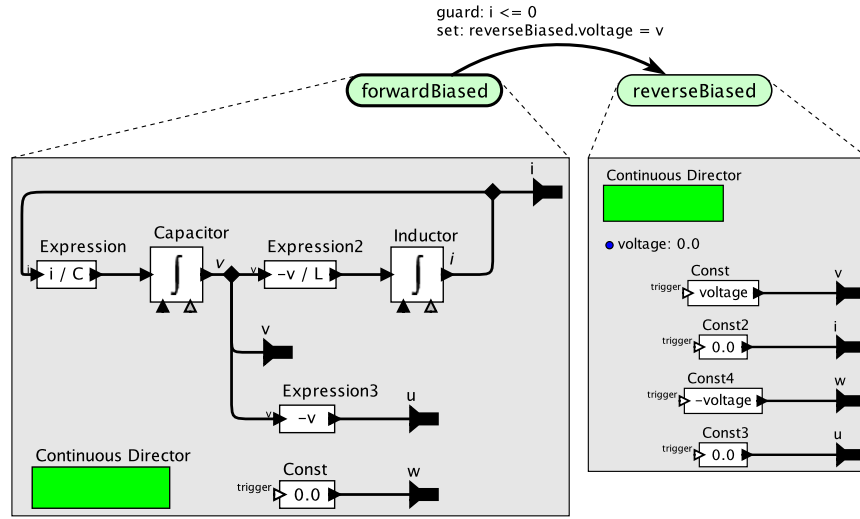 guard: i <= 0
set: reverseBiased.voltage = v
forwardBiased
reverseBiased
i
Capacitor
Expression
Expression2
Inductor
i
i / C
∫
v
v
-v / L
∫
i
v
Expression3
u
v
-v
Continuous Director
Const
w
trigger
0.0
Continuous Director
voltage: 0.0
Const
v
trigger
voltage
Const2
i
trigger
0.0
Const4
w
trigger
-voltage
Const3
u
trigger
0.0